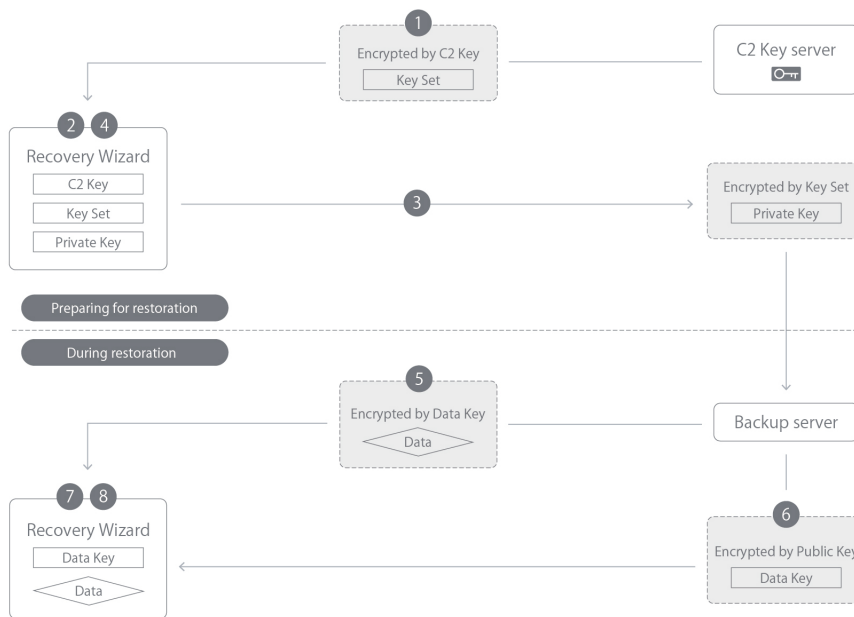 1
Encrypted by C2 Key
Key Set
C2 Key server
2 4
Recovery Wizard
C2 Key
Key Set
Private Key
3
Encrypted by Key Set
Private Key
Preparing for restoration
During restoration
5
Encrypted by Data Key
Data
Backup server
7 8
Recovery Wizard
Data Key
Data
6
Encrypted by Public Key
Data Key